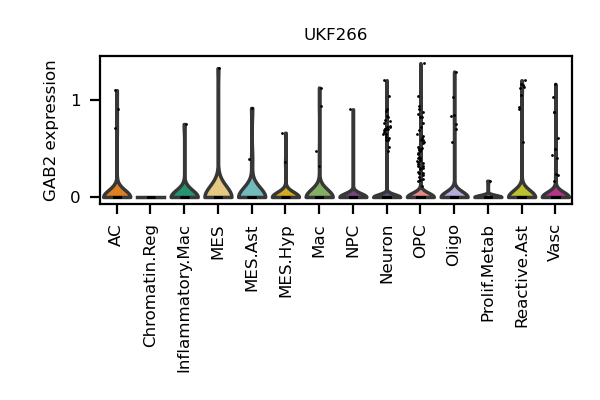 UKF266
GAB2 expression
1
0
AC
Chromatin.Reg
Inflammatory.Mac
MES
MES.Ast
MES.Hyp
Mac
NPC
Neuron
OPC
Oligo
Prolif.Metab
Reactive.Ast
Vasc